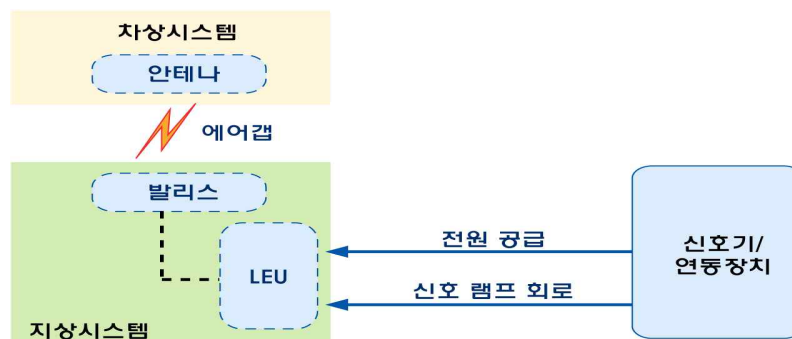 차상시스템
안테나
에어갭
발리스
LEU
지상시스템
전원 공급
신호 램프 회로
신호기/
연동장치